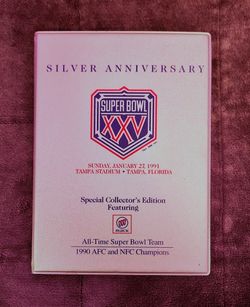 SILVER ANNIVERSARY
SUPER BOWL
XXV
SUNDAY, JANUARY 27, 1991
TAMPA STADIUM • TAMPA, FLORIDA
Special Collector's Edition
Featuring
BUICK
All-Time Super Bowl Team
1990 AFC and NFC Champions